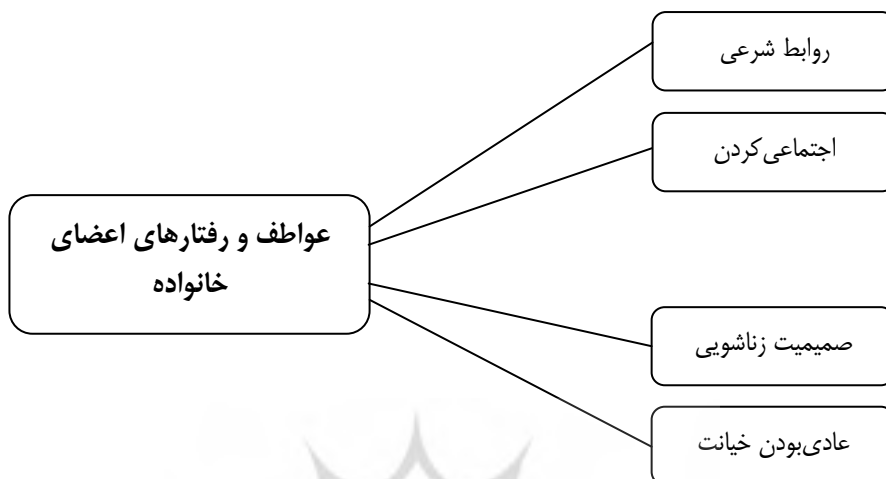 روابط شرعی
اجتماعی‌کردن
عواطف و رفتارهای اعضای
خانواده
صمیمیت زناشویی
عادی‌بودن خیانت